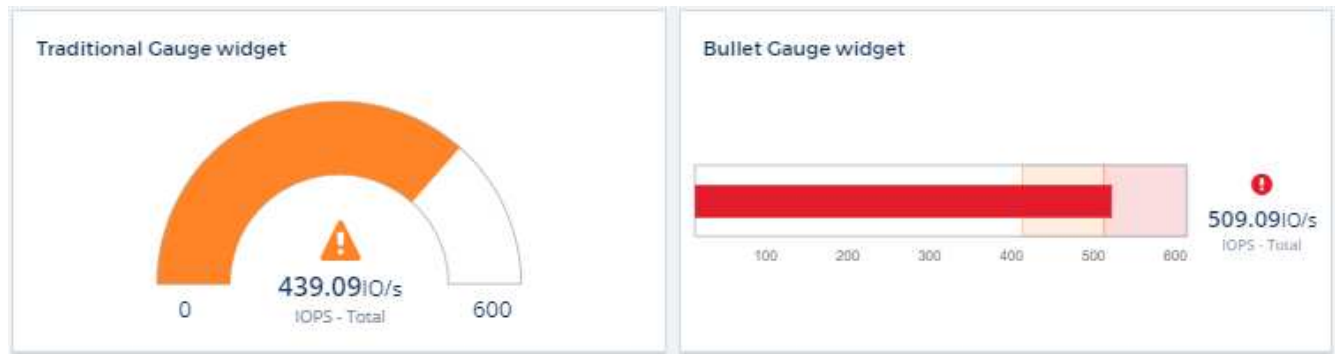 Traditional Gauge widget
439.09IO/s
0
IOPS - Total
600
Bullet Gauge widget
100 200 300 400 500 600
509.09IO/s
IOPS - Total